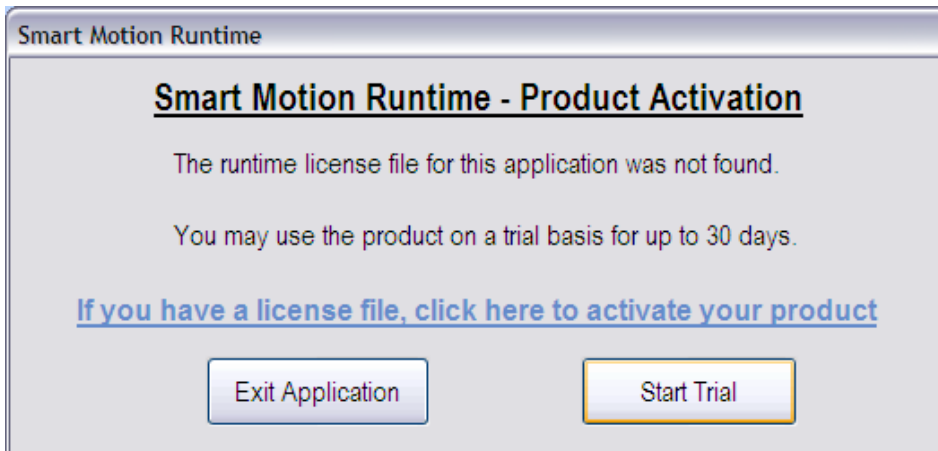 Smart Motion Runtime
Smart Motion Runtime - Product Activation
The runtime license file for this application was not found.
You may use the product on a trial basis for up to 30 days.
If you have a license file, click here to activate your product
Exit Application
Start Trial